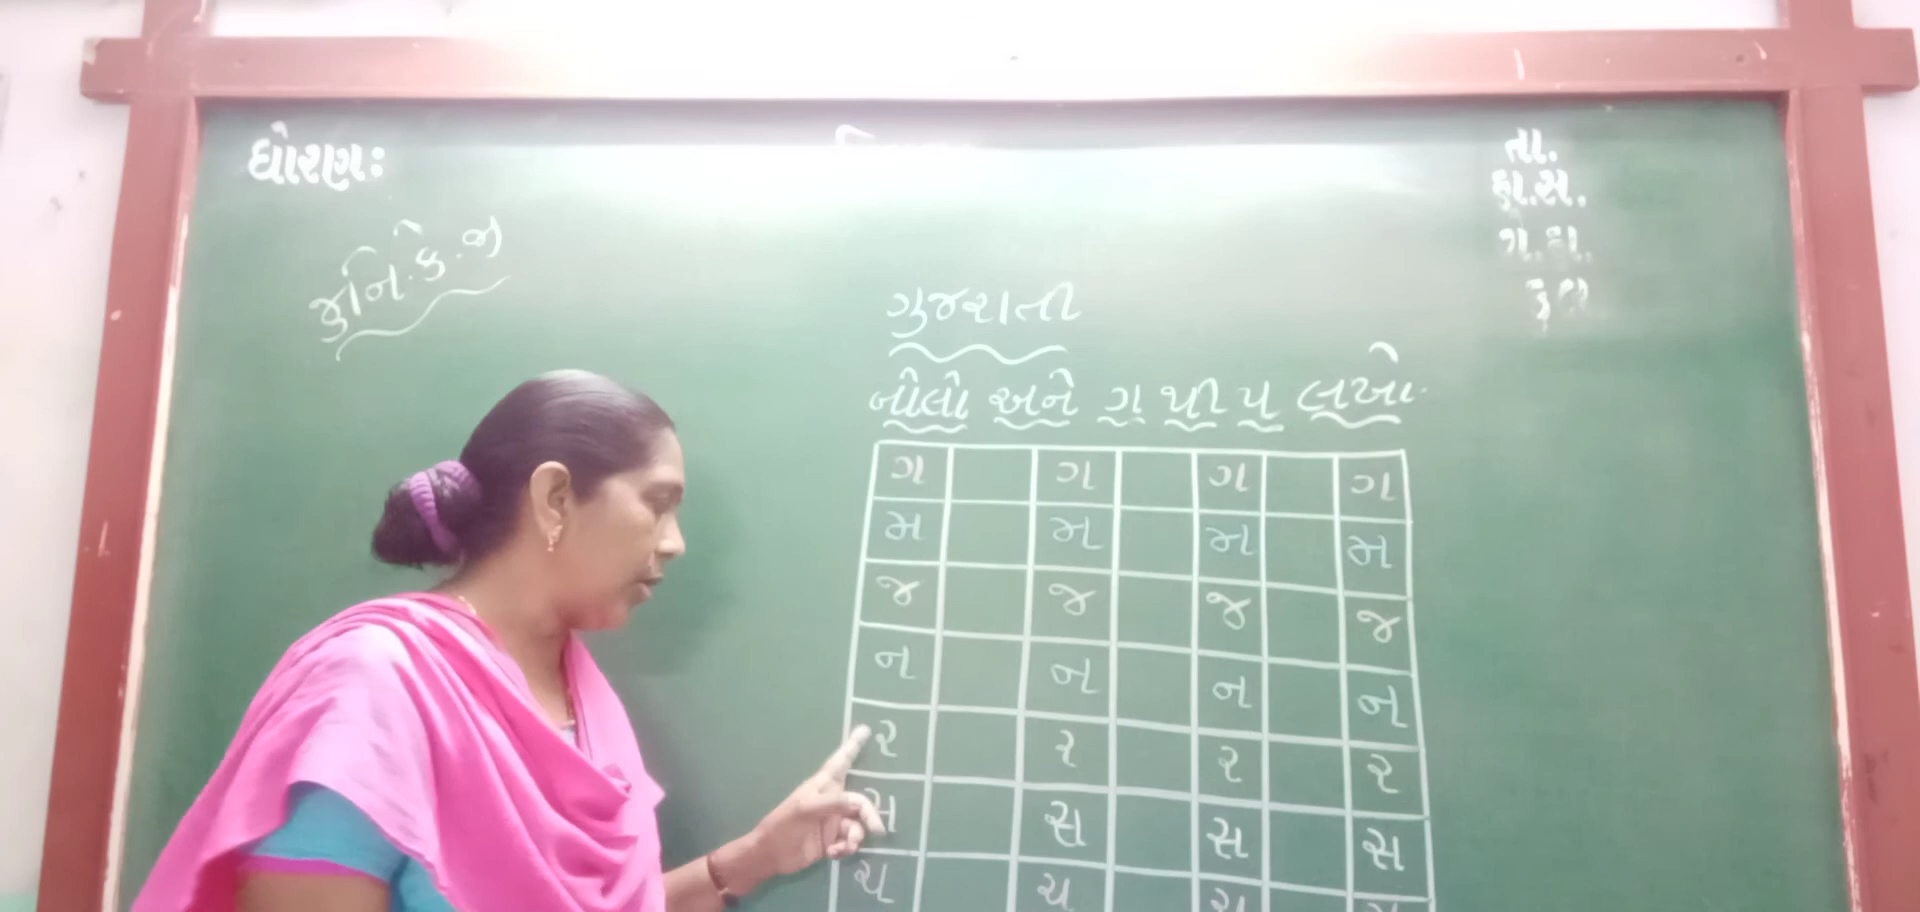 ધોરણઃ
તા.
હા.સ.
ગ.હા.
કુલ
જુનિ.કે.જી
ગુજરાતી
બોલો અને ગ થી ય લખો.
ગ ગ ગ ગ
મ મ મ મ
જ જ જ જ
ન ન ન ન
ર ર ર ર
સ સ સ સ
ચ ચ ચ